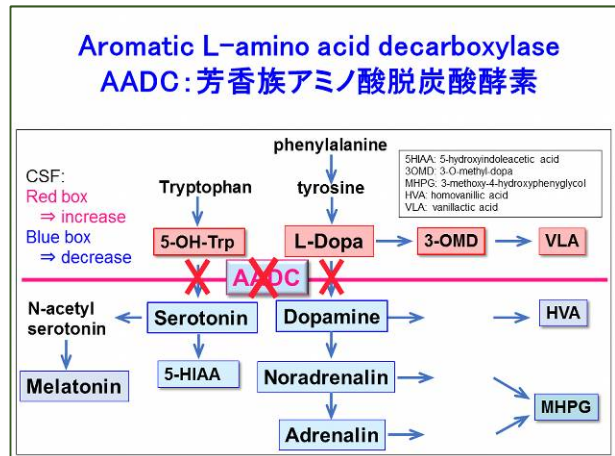 Aromatic L-amino acid decarboxylase
AADC：芳香族アミノ酸脱炭酸酵素
phenylalanine
5HIAA: 5-hydroxyindoleacetic acid
3OMD: 3-O-methyl-dopa
MHPG: 3-methoxy-4-hydroxyphenylglycol
HVA: homovanillic acid
VLA: vanillactic acid
CSF:
Red box
⇒ increase
Blue box
⇒ decrease
Tryptophan
tyrosine
5-OH-Trp
L-Dopa
3-OMD
VLA
AADC
N-acetyl
serotonin
Serotonin
Dopamine
HVA
Melatonin
5-HIAA
Noradrenalin
MHPG
Adrenalin